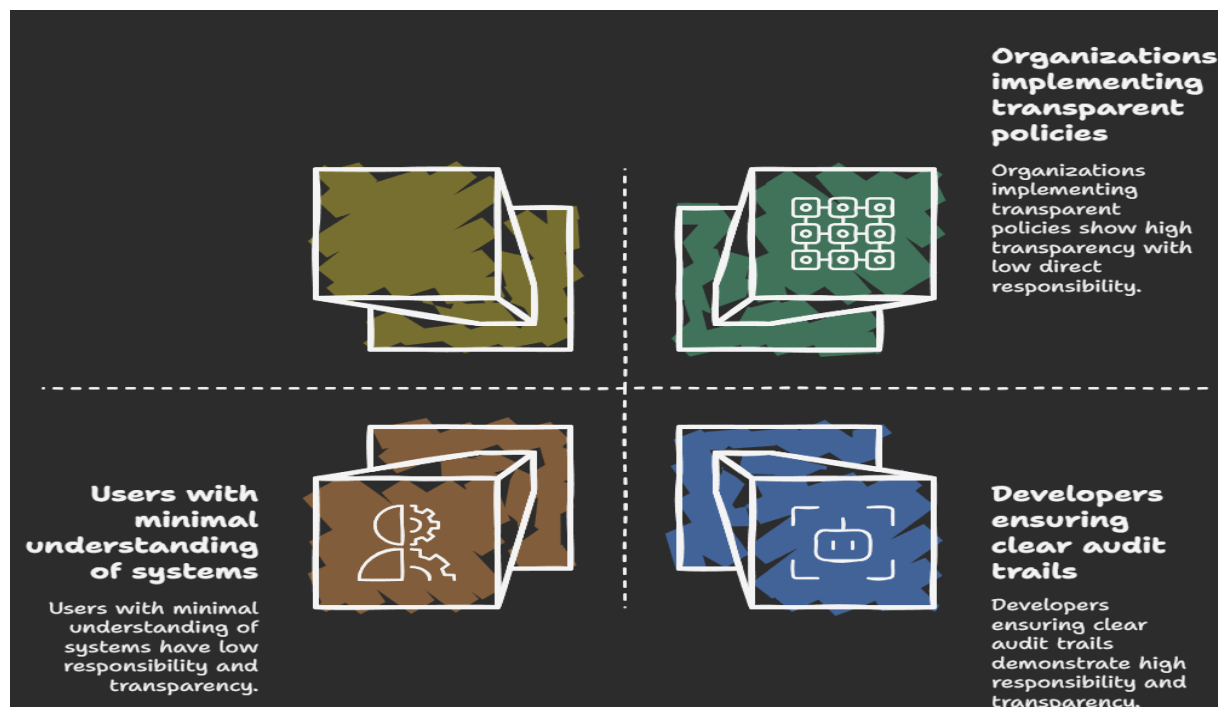 Organizations
implementing
transparent
policies
Organizations
implementing
transparent
policies show high
transparency with
low direct
responsibility.
Users with
minimal
understanding
of systems
Users with minimal
understanding of
systems have low
responsibility and
transparency.
Developers
ensuring
clear audit
trails
Developers
ensuring clear
audit trails
demonstrate high
responsibility and
transparency.